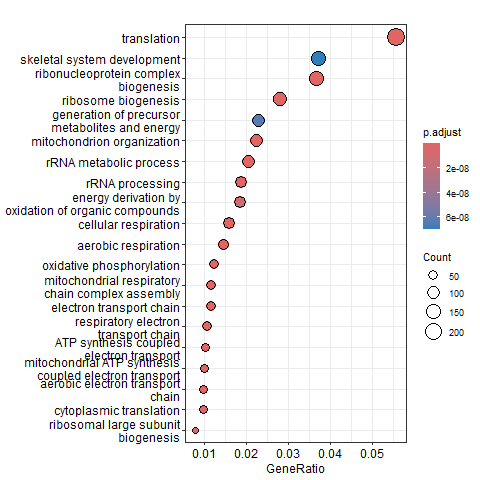 translation
skeletal system development
ribonucleoprotein complex
biogenesis
ribosome biogenesis
generation of precursor
metabolites and energy
mitochondrion organization
rRNA metabolic process
rRNA processing
energy derivation by
oxidation of organic compounds
cellular respiration
aerobic respiration
oxidative phosphorylation
mitochondrial respiratory
chain complex assembly
electron transport chain
respiratory electron
transport chain
ATP synthesis coupled
electron transport
mitochondrial ATP synthesis
coupled electron transport
aerobic electron transport
chain
cytoplasmic translation
ribosomal large subunit
biogenesis
0.01 0.02 0.03 0.04 0.05
GeneRatio
p.adjust
2e-08
4e-08
6e-08
Count
50
100
150
200